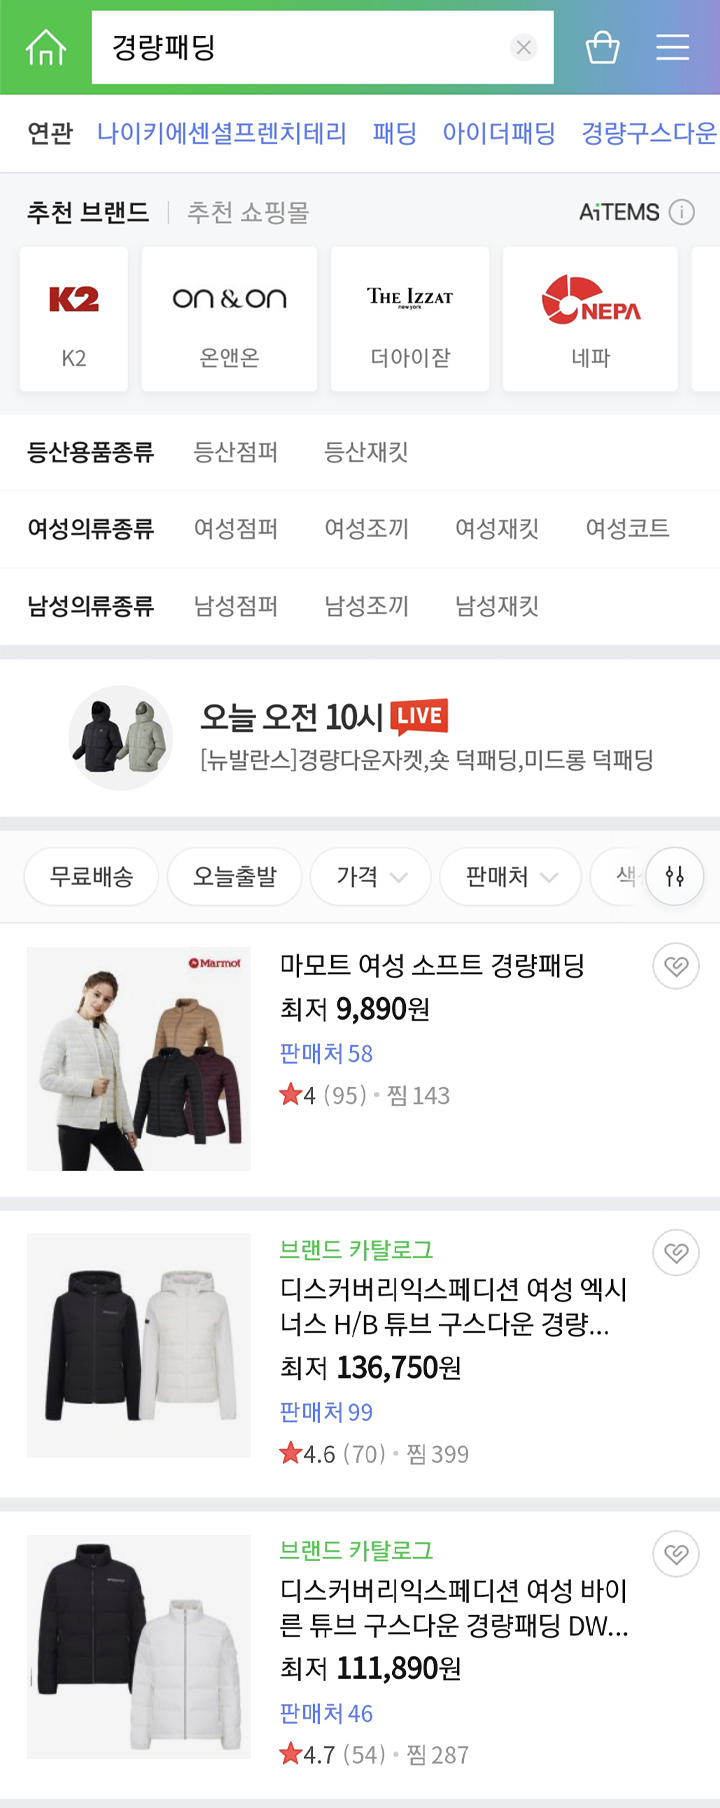 경량패딩
연관 나이키에센셜프렌치테리 패딩 아이더패딩 경량구스다운
추천 브랜드 추천 쇼핑몰 AiTEMS
K2 on&on THE IZZAT NEPA
new york
K2 온앤온 더아이잗 네파
등산용품종류 등산점퍼 등산재킷
여성의류종류 여성점퍼 여성조끼 여성재킷 여성코트
남성의류종류 남성점퍼 남성조끼 남성재킷
오늘 오전 10시 LIVE
[뉴발란스]경량다운자켓,숏 덕패딩,미드롱 덕패딩
무료배송 오늘출발 가격 판매처 색
Marmot
마모트 여성 소프트 경량패딩
최저 9,890원
판매처 58
4 (95) 찜 143
브랜드 카탈로그
디스커버리익스페디션 여성 엑시
너스 H/B 튜브 구스다운 경량...
최저 136,750원
판매처 99
4.6 (70) 찜 399
브랜드 카탈로그
디스커버리익스페디션 여성 바이
른 튜브 구스다운 경량패딩 DW...
최저 111,890원
판매처 46
4.7 (54) 찜 287